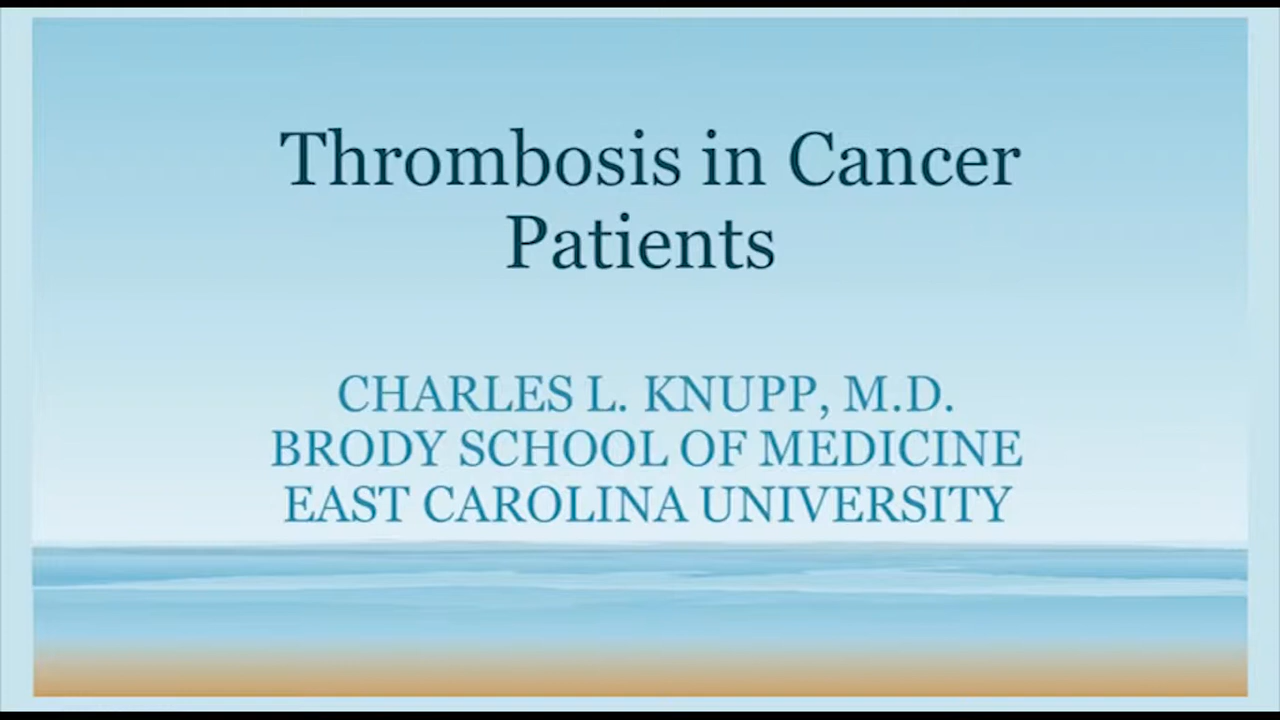 Thrombosis in Cancer
Patients
CHARLES L. KNUPP, M.D.
BRODY SCHOOL OF MEDICINE
EAST CAROLINA UNIVERSITY